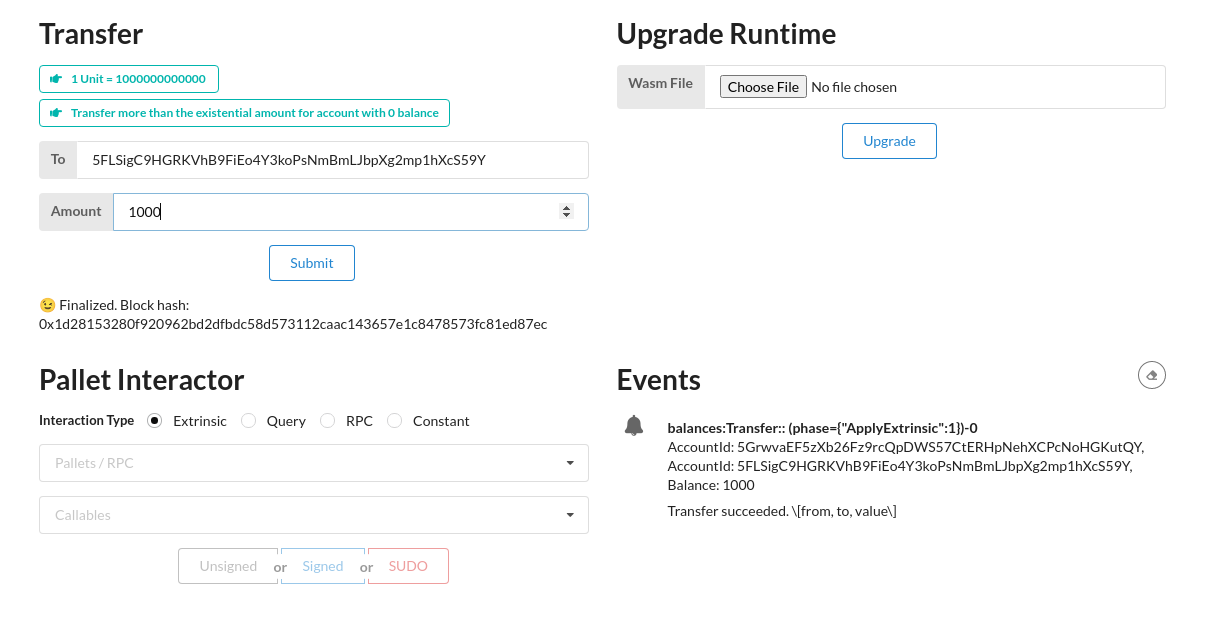 Transfer
1 Unit = 1000000000000
Transfer more than the existential amount for account with 0 balance
To
5FLSigC9HGRKVhB9FiEo4Y3koPsNmBmLJbpXg2mp1hXcS59Y
Amount
1000
Submit
😉 Finalized. Block hash:
0x1d28153280f920962bd2dfbdc58d573112caac143657e1c8478573fc81ed87ec
Upgrade Runtime
Wasm File
Choose File No file chosen
Upgrade
Pallet Interactor
Interaction Type Extrinsic Query RPC Constant
Pallets / RPC
Callables
Unsigned or Signed or SUDO
Events
balances:Transfer:: (phase={"ApplyExtrinsic":1})-0
AccountId: 5GrwvaEF5zXb26Fz9rcQpDWS57CtERHpNehXCPcNoHGKutQY,
AccountId: 5FLSigC9HGRKVhB9FiEo4Y3koPsNmBmLJbpXg2mp1hXcS59Y,
Balance: 1000
Transfer succeeded. \[from, to, value\]